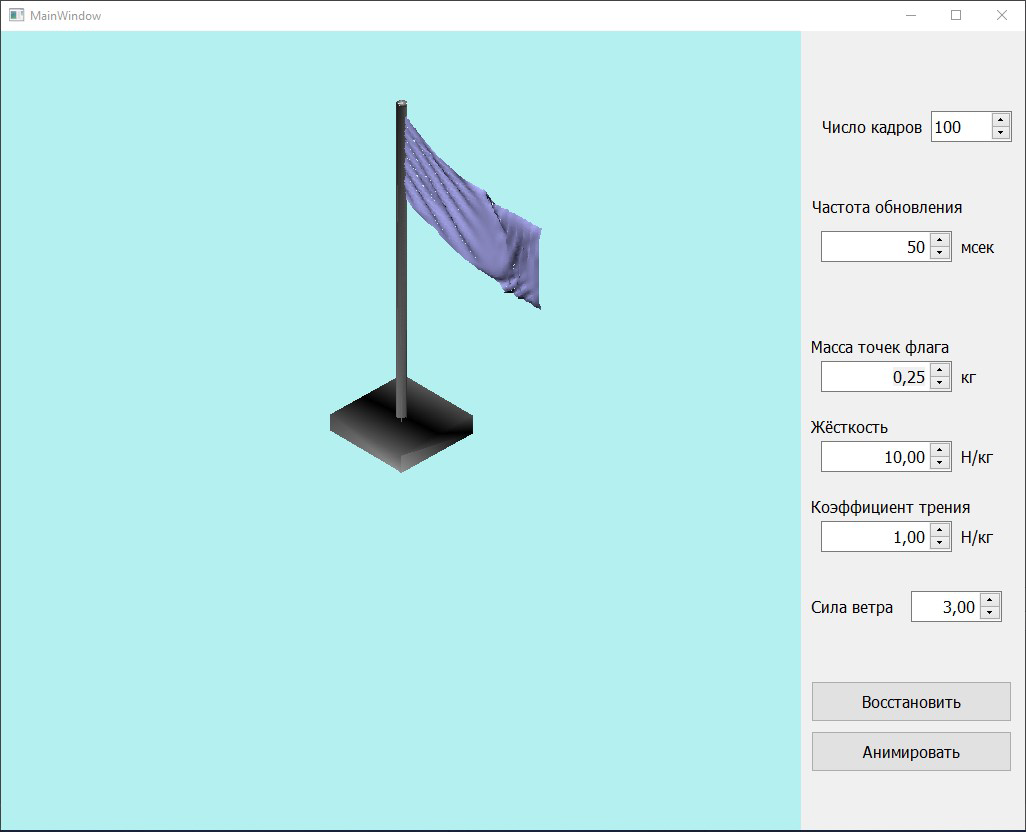 MainWindow
Число кадров 100
Частота обновления
50 мсек
Масса точек флага
0,25 кг
Жёсткость
10,00 Н/кг
Коэффициент трения
1,00 Н/кг
Сила ветра 3,00
Восстановить
Анимировать